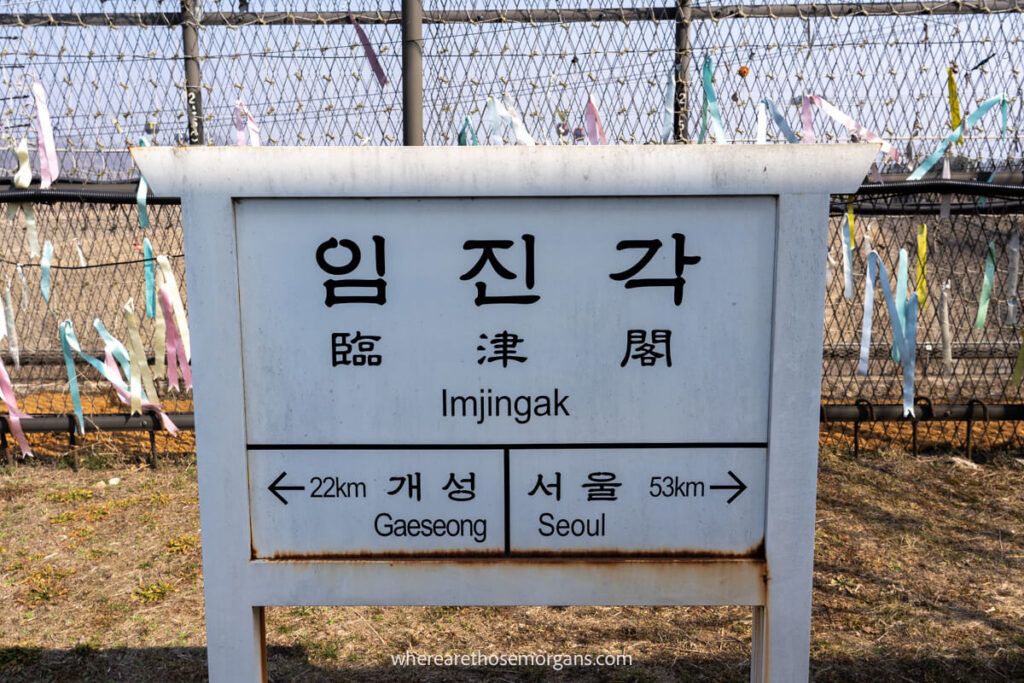 임 진 각
臨 津 閣
Imjingak
← 22km 개 성
Gaeseong
서 울 53km →
Seoul
wherearethosemorgans.com